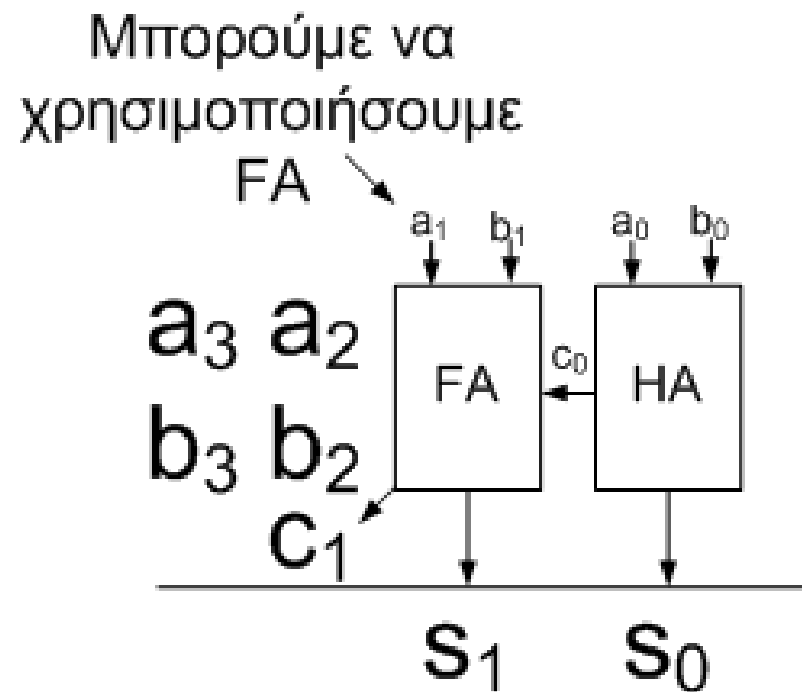 Μπορούμε να
χρησιμοποιήσουμε
FA
a₁ b₁ a₀ b₀
a₃ a₂
FA c₀ HA
b₃ b₂
c₁
s₁ s₀